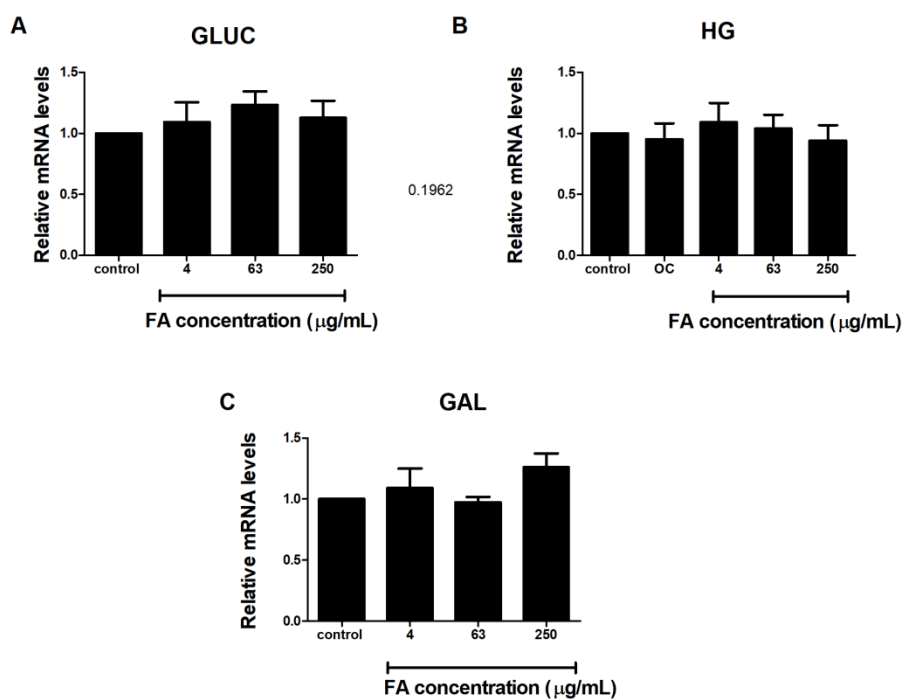 A
GLUC
Relative mRNA levels
1.5
1.0
0.5
0.0
control 4 63 250
FA concentration (μg/mL)
0.1962
B
HG
Relative mRNA levels
1.5
1.0
0.5
0.0
control OC 4 63 250
FA concentration (μg/mL)
C
GAL
Relative mRNA levels
1.5
1.0
0.5
0.0
control 4 63 250
FA concentration (μg/mL)